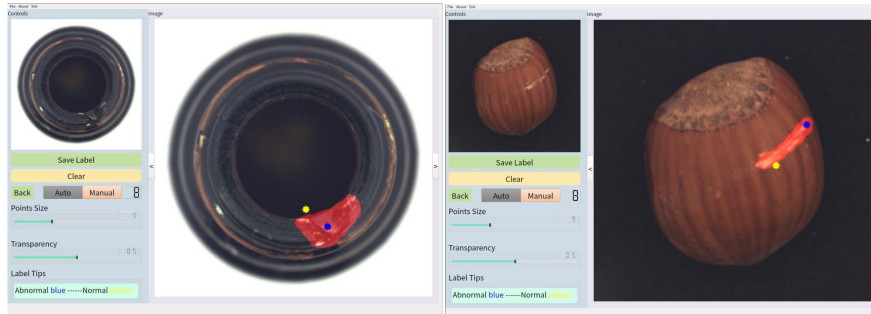 File About Exit
Controls
Image
<
>
Save Label
Clear
Back Auto Manual 8
Points Size
9
Transparency
0.5
Label Tips
Abnormal blue ------Normal yellow
File About Exit
Controls
Image
<
Save Label
Clear
Back Auto Manual 8
Points Size
9
Transparency
0.5
Label Tips
Abnormal blue ------Normal yellow